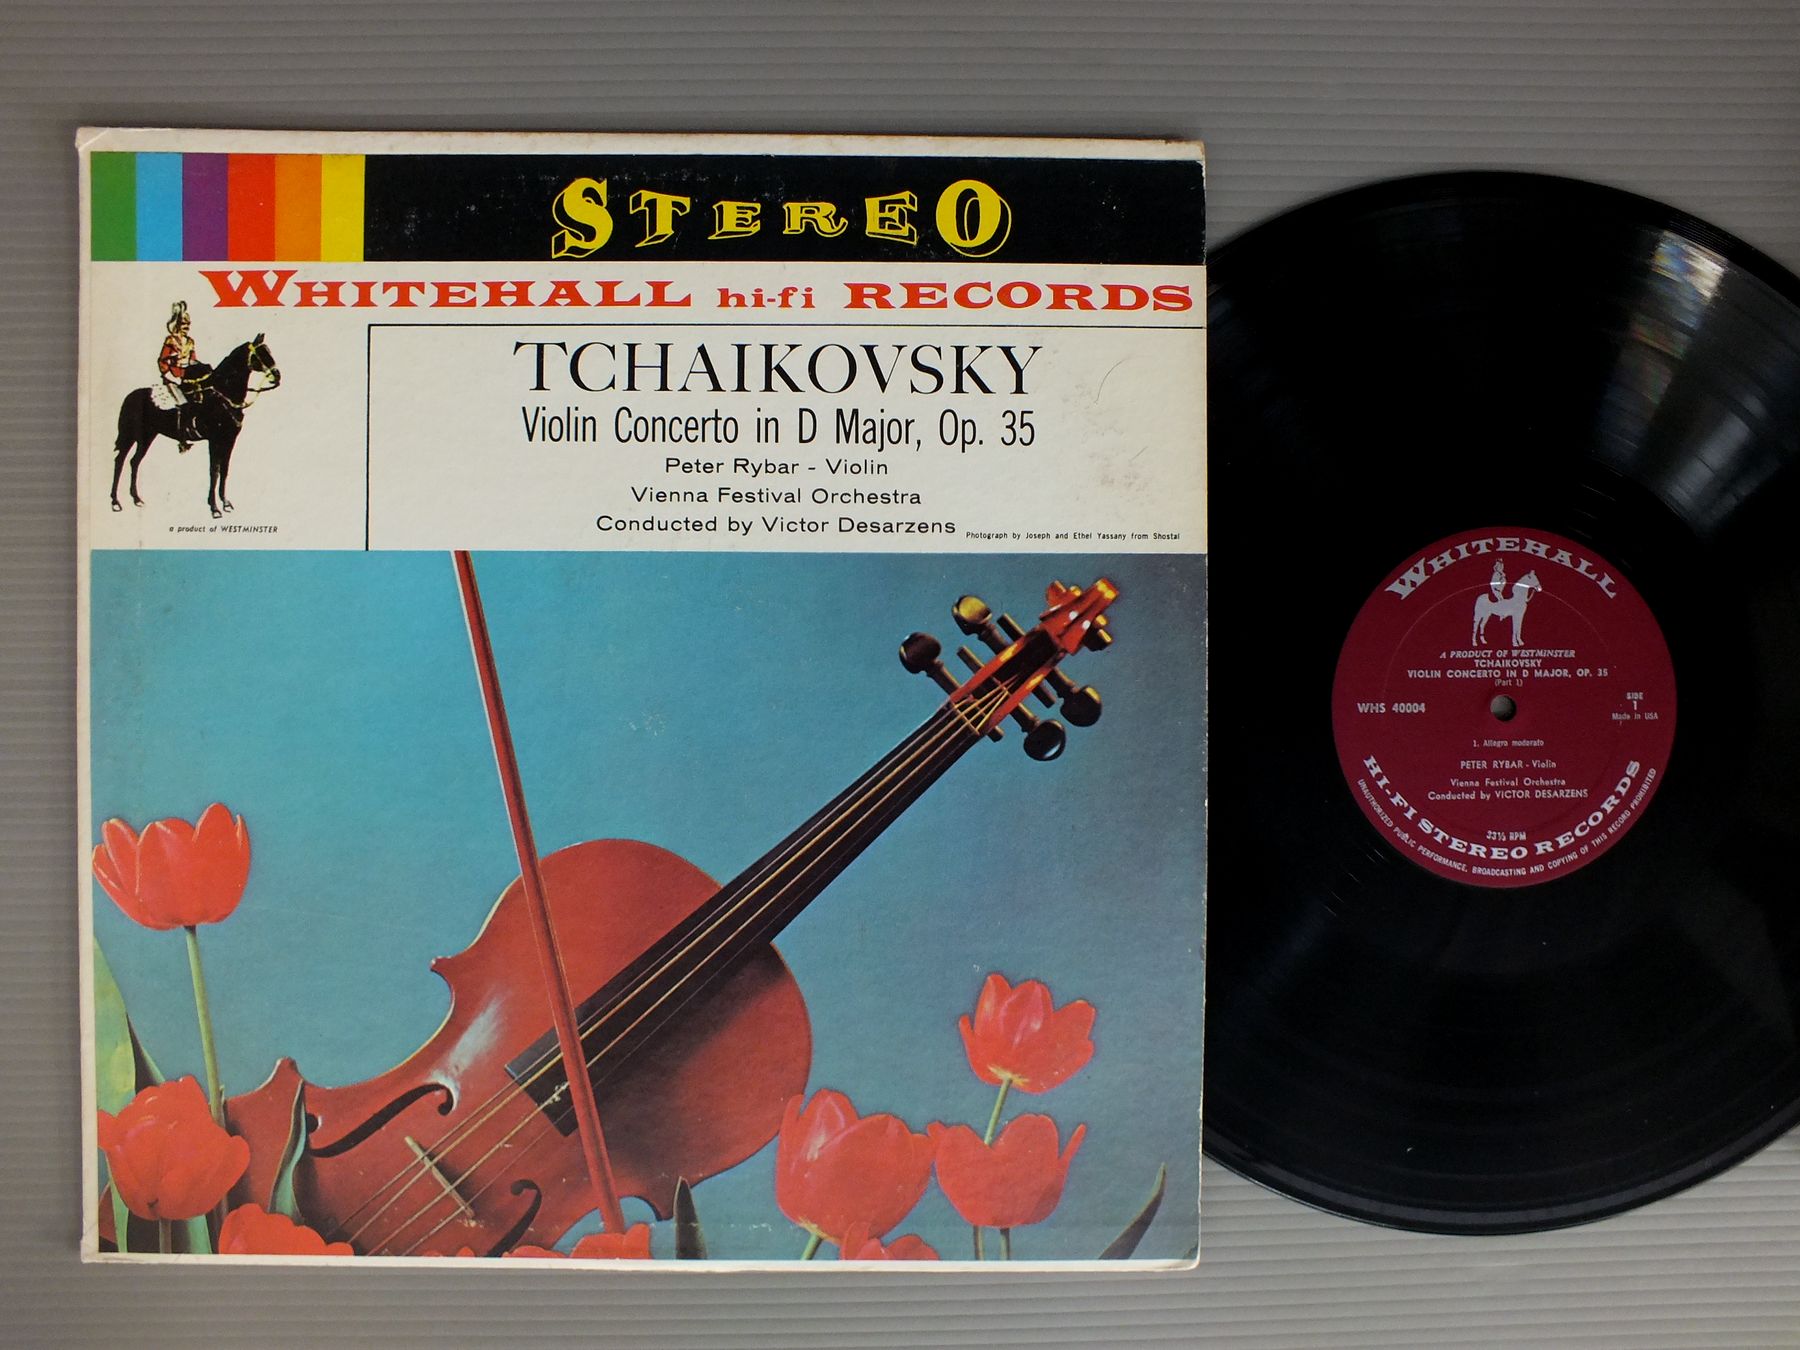 STEREO
WHITEHALL hi-fi RECORDS
TCHAIKOVSKY
Violin Concerto in D Major, Op. 35
Peter Rybar - Violin
Vienna Festival Orchestra
Conducted by Victor Desarzens
Photograph by Joseph and Ethel Yassany from Shostal
a product of WESTMINSTER
WHITEHALL
A PRODUCT OF WESTMINSTER
TCHAIKOVSKY
VIOLIN CONCERTO IN D MAJOR, OP. 35
(Part 1)
WHS 40004
SIDE
1
Made in USA
1. Allegro moderato
PETER RYBAR - Violin
Vienna Festival Orchestra
Conducted by VICTOR DESARZENS
33⅓ RPM
HI-FI STEREO RECORDS
UNAUTHORIZED PUBLIC PERFORMANCE, BROADCASTING AND COPYING OF THIS RECORD PROHIBITED